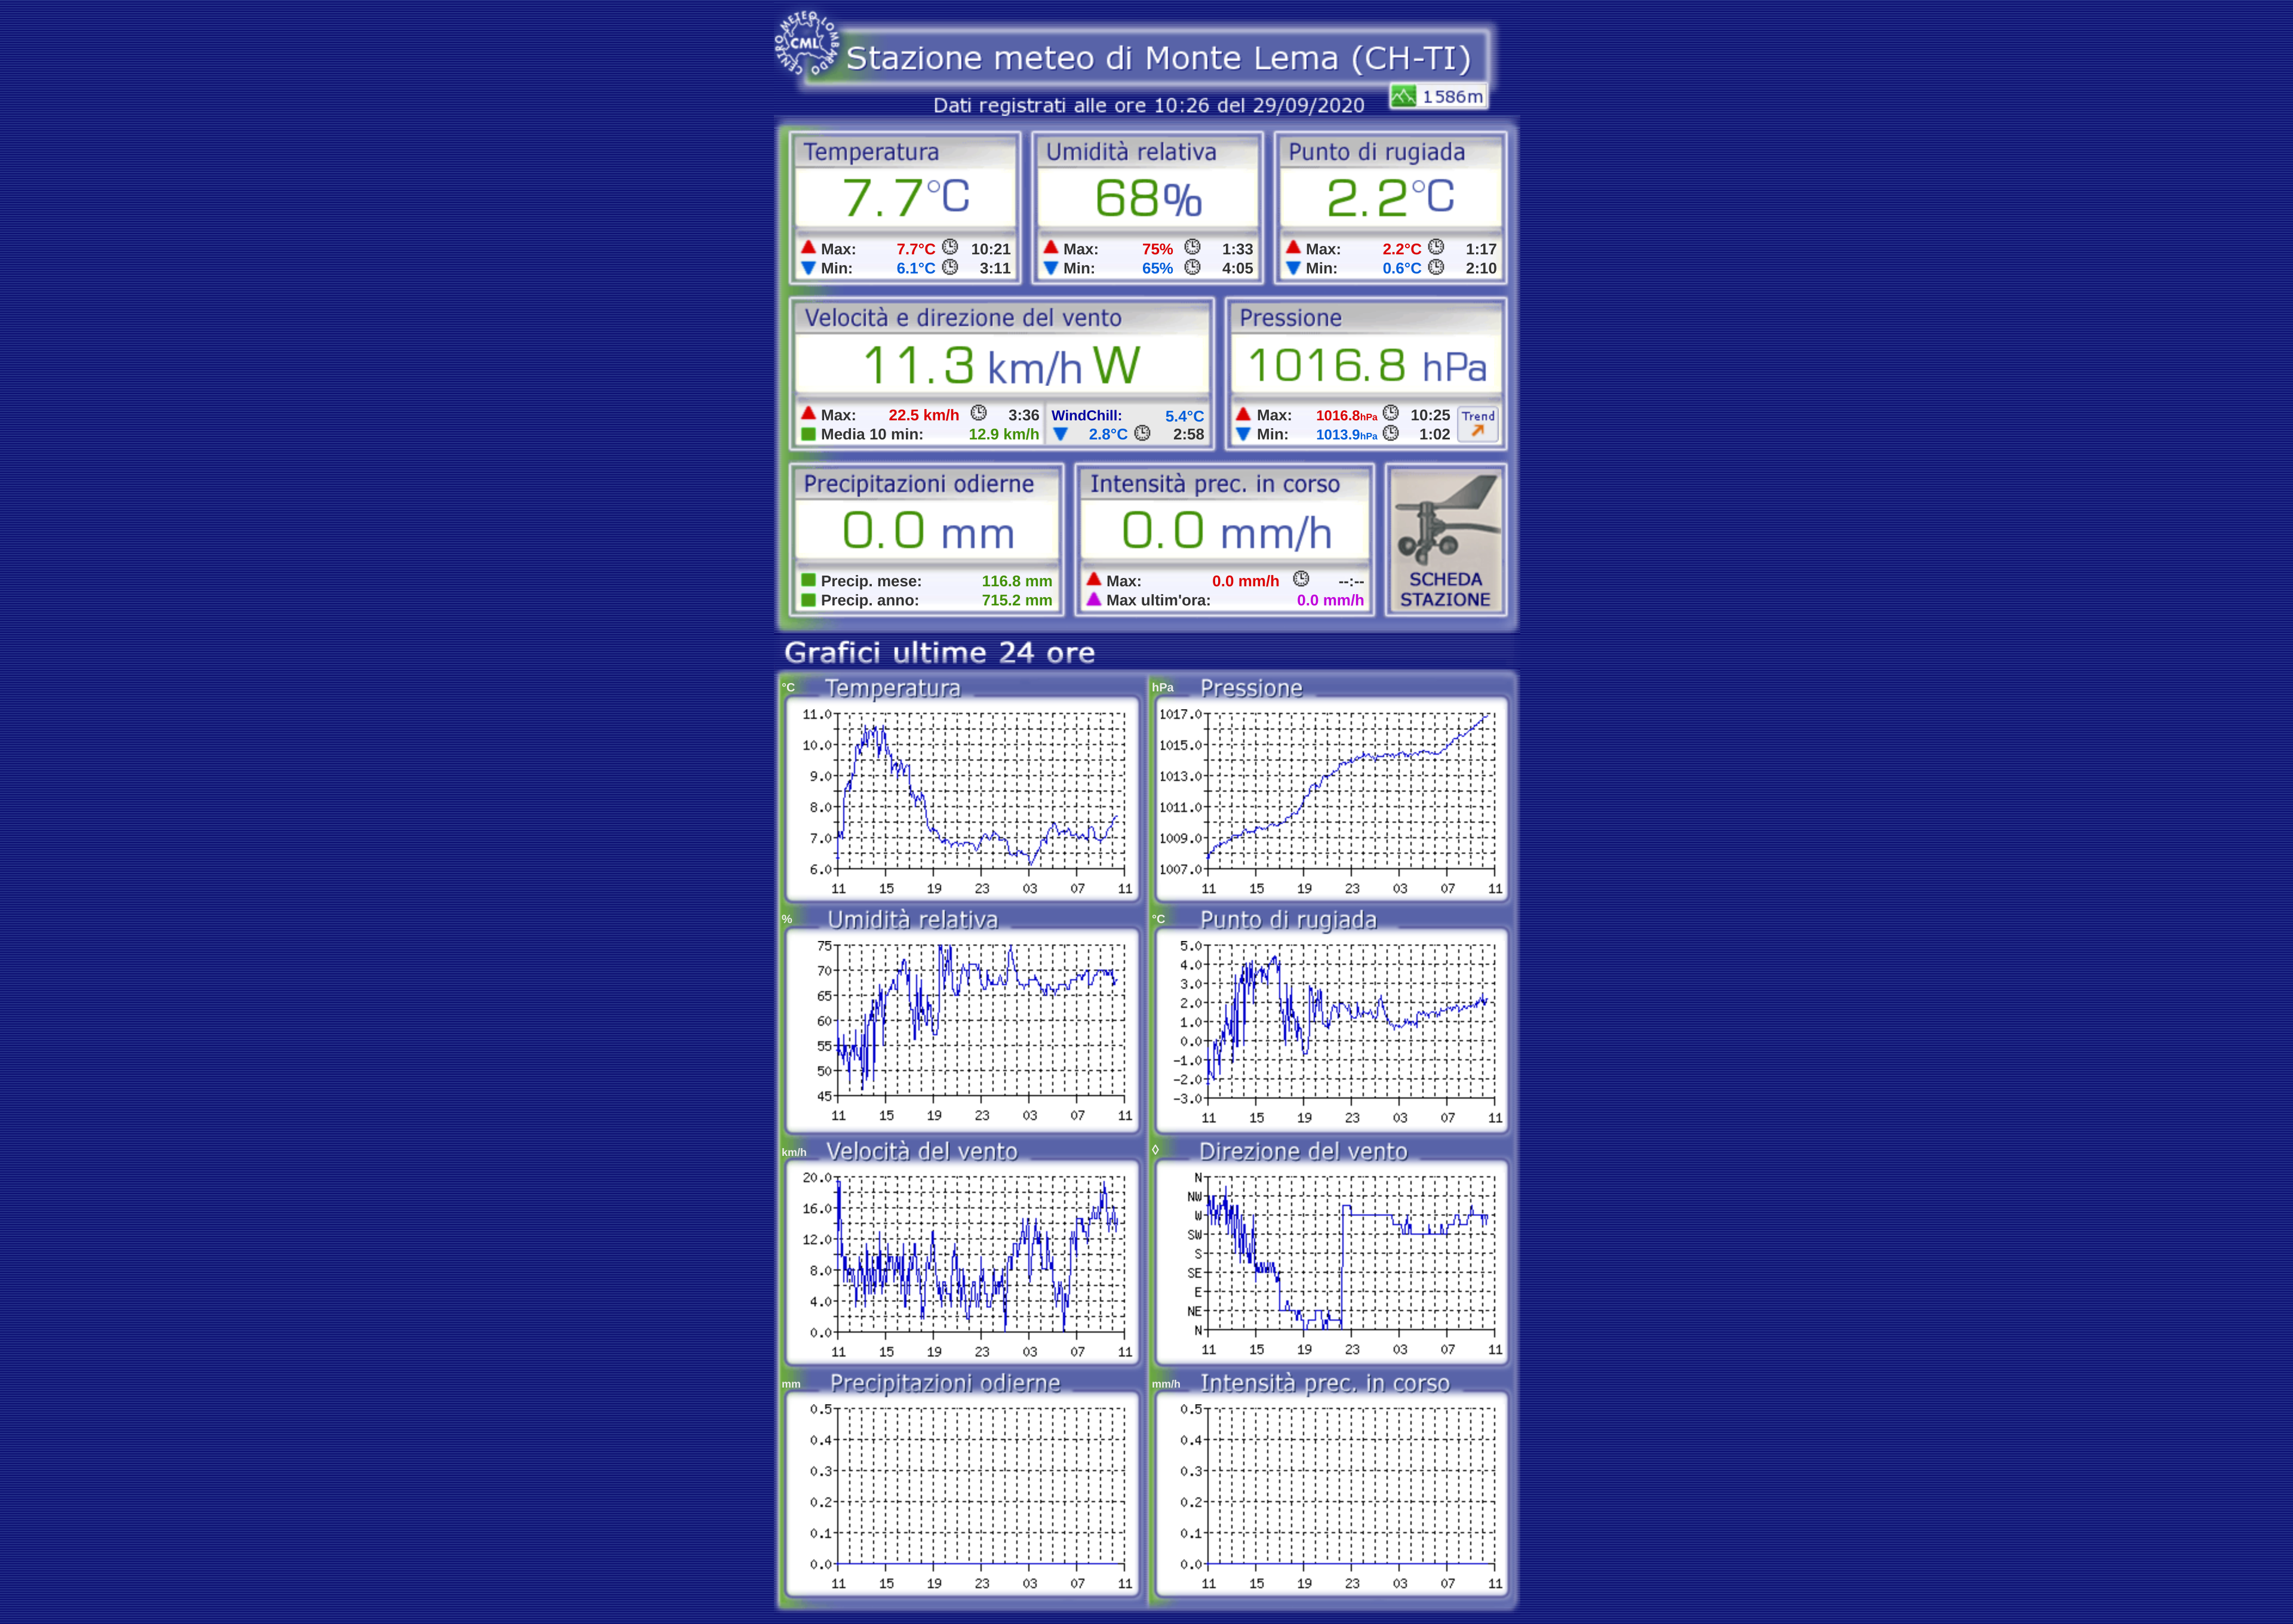 CENTRO METEO LOMBARDO
CML
Stazione meteo di Monte Lema (CH-TI)
1586m
Dati registrati alle ore 10:26 del 29/09/2020
Temperatura Umidità relativa Punto di rugiada
7.7°C 68% 2.2°C
Max: 7.7°C 10:21 Max: 75% 1:33 Max: 2.2°C 1:17
Min: 6.1°C 3:11 Min: 65% 4:05 Min: 0.6°C 2:10
Velocità e direzione del vento Pressione
11.3 km/h W 1016.8 hPa
Max: 22.5 km/h 3:36 WindChill: 5.4°C Max: 1016.8hPa 10:25 Trend
Media 10 min: 12.9 km/h 2.8°C 2:58 Min: 1013.9hPa 1:02
Precipitazioni odierne Intensità prec. in corso
0.0 mm 0.0 mm/h
Precip. mese: 116.8 mm Max: 0.0 mm/h --:-- SCHEDA
Precip. anno: 715.2 mm Max ultim'ora: 0.0 mm/h STAZIONE
Grafici ultime 24 ore
°C Temperatura hPa Pressione
11.0 1017.0
10.0 1015.0
9.0 1013.0
8.0 1011.0
7.0 1009.0
6.0 1007.0
11 15 19 23 03 07 11 11 15 19 23 03 07 11
% Umidità relativa °C Punto di rugiada
75 5.0
70 4.0
65 3.0
60 2.0
55 1.0
50 0.0
45 -1.0
-2.0
-3.0
11 15 19 23 03 07 11 11 15 19 23 03 07 11
km/h Velocità del vento ◊ Direzione del vento
20.0 N
16.0 NW
12.0 W
8.0 SW
4.0 S
0.0 SE
E
NE
N
11 15 19 23 03 07 11 11 15 19 23 03 07 11
mm Precipitazioni odierne mm/h Intensità prec. in corso
0.5 0.5
0.4 0.4
0.3 0.3
0.2 0.2
0.1 0.1
0.0 0.0
11 15 19 23 03 07 11 11 15 19 23 03 07 11